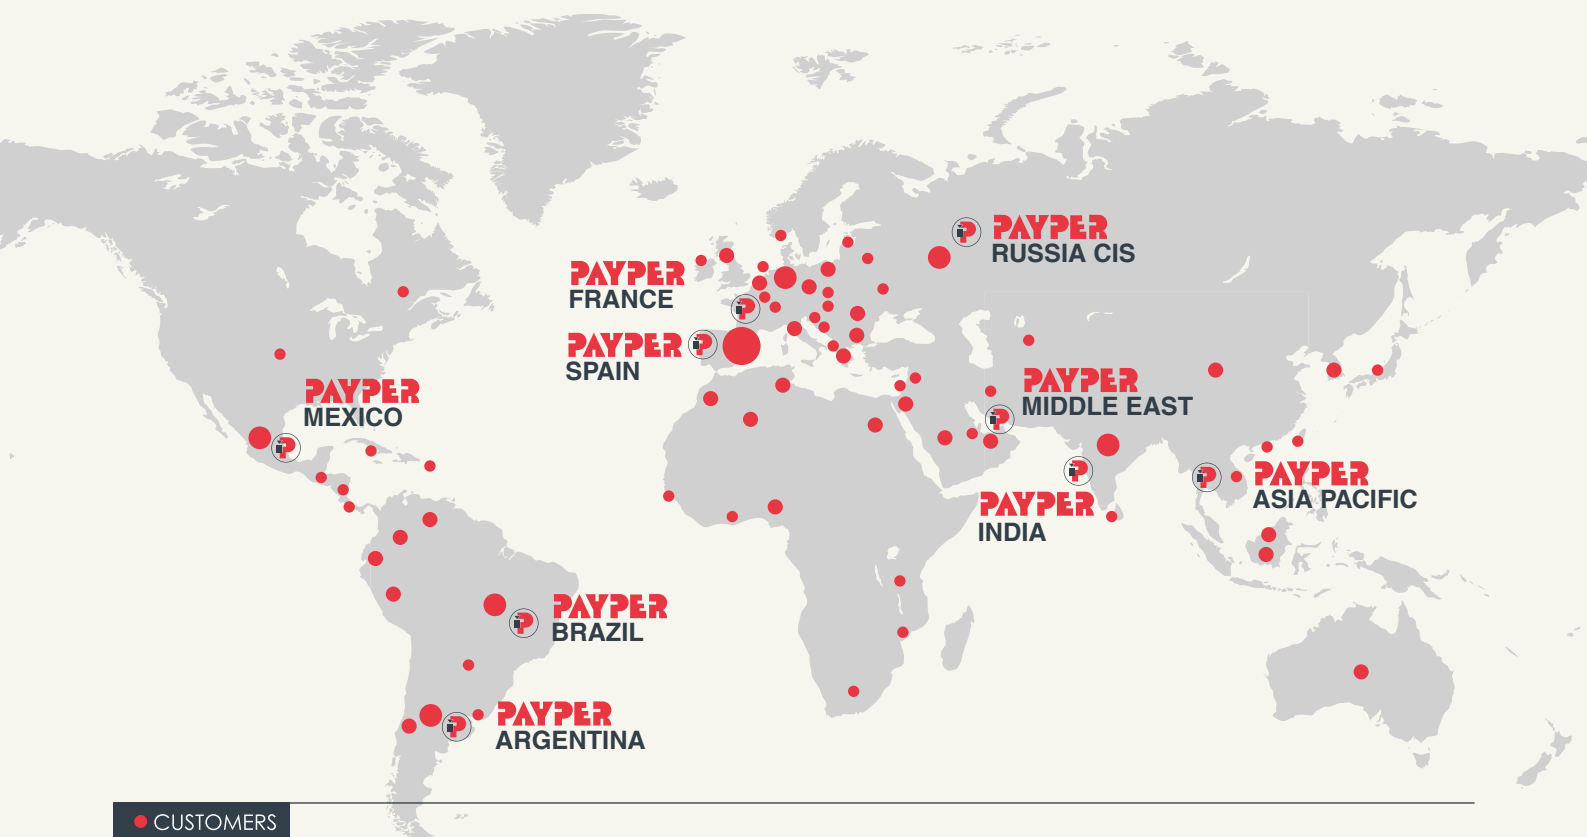 PAYPER
RUSSIA CIS
PAYPER
FRANCE
PAYPER
SPAIN
PAYPER
MEXICO
PAYPER
MIDDLE EAST
PAYPER
ASIA PACIFIC
PAYPER
INDIA
PAYPER
BRAZIL
PAYPER
ARGENTINA
CUSTOMERS